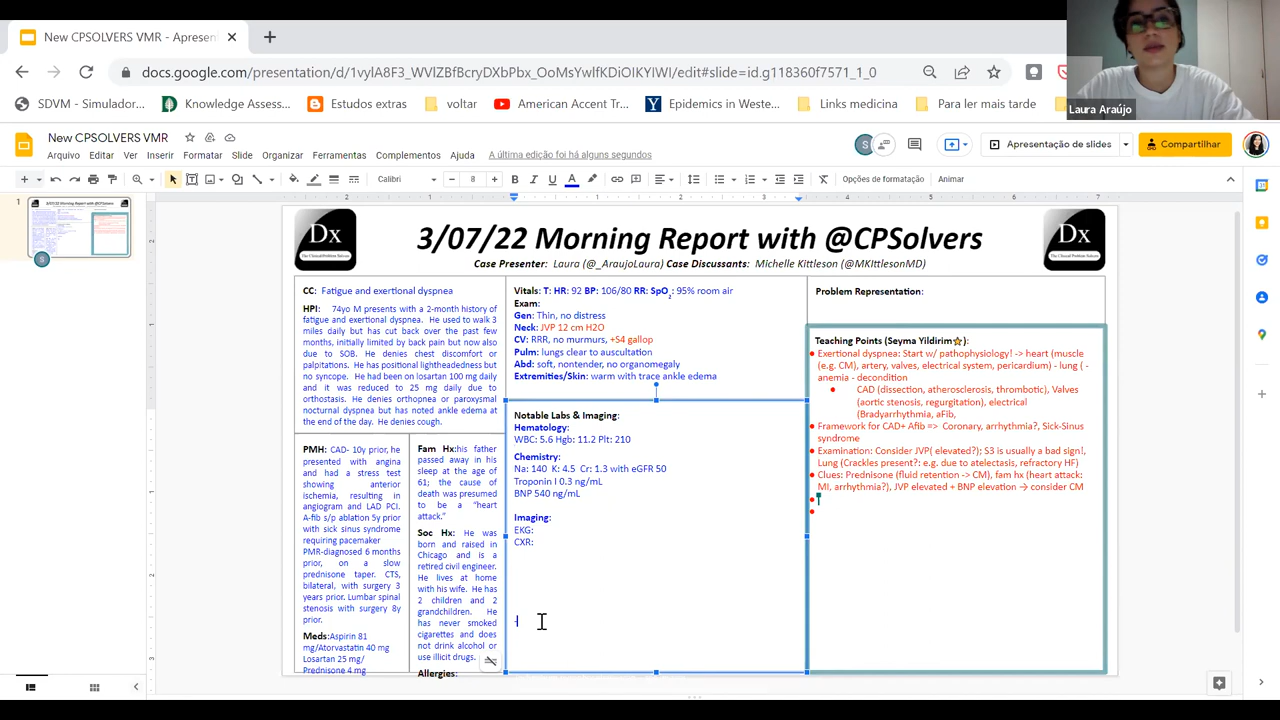 New CPSOLVERS VMR - Apresen
docs.google.com/presentation/d/1vyIA8F3_WVlZBfBcryDXbPbx_OoMsYwlfKDiOIKYIWI/edit#slide=id.g118360f7571_1_0
SDVM - Simulador...
Knowledge Assess...
Estudos extras
voltar
American Accent Tr...
Epidemics in Weste...
Links medicina
Para ler mais tarde
Laura Araújo
New CPSOLVERS VMR
Arquivo Editar Ver Inserir Formatar Slide Organizar Ferramentas Complementos Ajuda
A última edição foi há alguns segundos
Apresentação de slides
Compartilhar
Calibri
8
Opções de formatação
Animar
3/07/22 Morning Report with @CPSolvers
Case Presenter: Laura (@_AraujoLaura) Case Discussants: Michelle Kittleson (@MKIttlesonMD)
Dx
The Clinical Problem Solvers
Dx
The Clinical Problem Solvers
CC: Fatigue and exertional dyspnea
HPI: 74yo M presents with a 2-month history of
fatigue and exertional dyspnea. He used to walk 3
miles daily but has cut back over the past few
months, initially limited by back pain but now also
due to SOB. He denies chest discomfort or
palpitations. He has positional lightheadedness but
no syncope. He had been on losartan 100 mg daily
and it was reduced to 25 mg daily due to
orthostasis. He denies orthopnea or paroxysmal
nocturnal dyspnea but has noted ankle edema at
the end of the day. He denies cough.
PMH: CAD- 10y prior, he
presented with angina
and had a stress test
showing anterior
ischemia, resulting in
angiogram and LAD PCI.
A-fib s/p ablation 5y prior
with sick sinus syndrome
requiring pacemaker
PMR-diagnosed 6 months
prior, on a slow
prednisone taper. CTS,
bilateral, with surgery 3
years prior. Lumbar spinal
stenosis with surgery 8y
prior.
Meds:Aspirin 81
mg/Atorvastatin 40 mg
Losartan 25 mg/
Prednisone 4 mg
Fam Hx:his father
passed away in his
sleep at the age of
61; the cause of
death was presumed
to be a "heart
attack."
Soc Hx: He was
born and raised in
Chicago and is a
retired civil engineer.
He lives at home
with his wife. He has
2 children and 2
grandchildren. He
has never smoked
cigarettes and does
not drink alcohol or
use illicit drugs.
Allergies:
Vitals: T: HR: 92 BP: 106/80 RR: SpO2: 95% room air
Exam:
Gen: Thin, no distress
Neck: JVP 12 cm H2O
CV: RRR, no murmurs, +S4 gallop
Pulm: lungs clear to auscultation
Abd: soft, nontender, no organomegaly
Extremities/Skin: warm with trace ankle edema
Notable Labs & Imaging:
Hematology:
WBC: 5.6 Hgb: 11.2 Plt: 210
Chemistry:
Na: 140 K: 4.5 Cr: 1.3 with eGFR 50
Troponin I 0.3 ng/mL
BNP 540 ng/mL
Imaging:
EKG:
CXR:
Problem Representation:
Teaching Points (Seyma Yildirim⭐):
● Exertional dyspnea: Start w/ pathophysiology! -> heart (muscle
(e.g. CM), artery, valves, electrical system, pericardium) - lung ( -
-anemia - decondition
● CAD (dissection, atherosclerosis, thrombotic), Valves
(aortic stenosis, regurgitation), electrical
(Bradyarrhythmia, aFib,
● Framework for CAD+ Afib => Coronary, arrhythmia?, Sick-Sinus
syndrome
● Examination: Consider JVP( elevated?); S3 is usually a bad sign!,
Lung (Crackles present?: e.g. due to atelectasis, refractory HF)
● Clues: Prednisone (fluid retention -> CM), fam hx (heart attack:
MI, arrhythmia?), JVP elevated + BNP elevation → consider CM